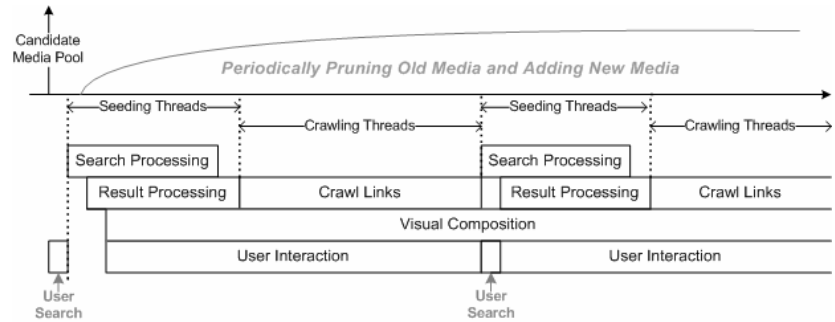 Candidate
Media Pool
Periodically Pruning Old Media and Adding New Media
Seeding Threads
Seeding Threads
Crawling Threads
Crawling Threads
Search Processing
Search Processing
Result Processing
Crawl Links
Result Processing
Crawl Links
Visual Composition
User Interaction
User Interaction
User
Search
User
Search